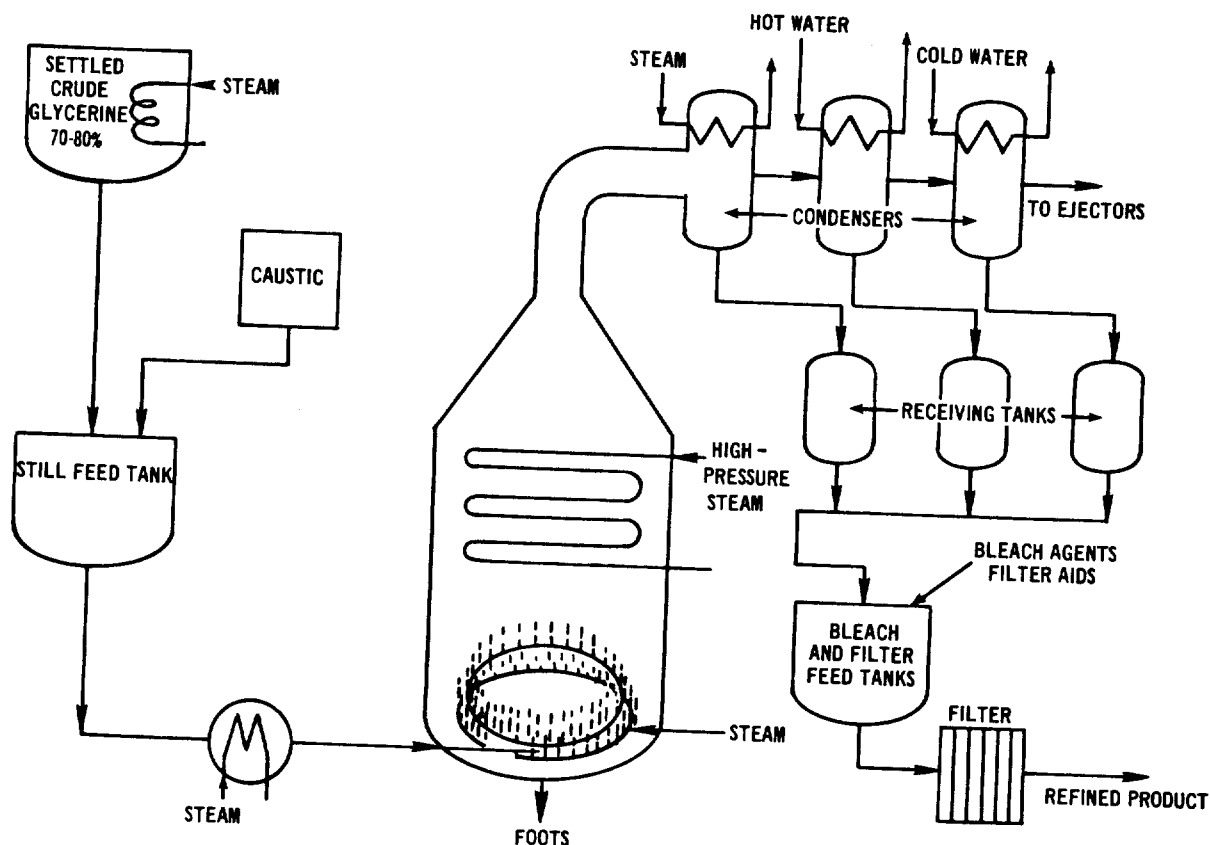 SETTLED
CRUDE
GLYCERINE
70-80%
STEAM
CAUSTIC
STILL FEED TANK
STEAM
HIGH -
PRESSURE
STEAM
STEAM
FOOTS
STEAM
HOT WATER
COLD WATER
CONDENSERS
TO EJECTORS
RECEIVING TANKS
BLEACH AGENTS
FILTER AIDS
BLEACH
AND FILTER
FEED TANKS
FILTER
REFINED PRODUCT